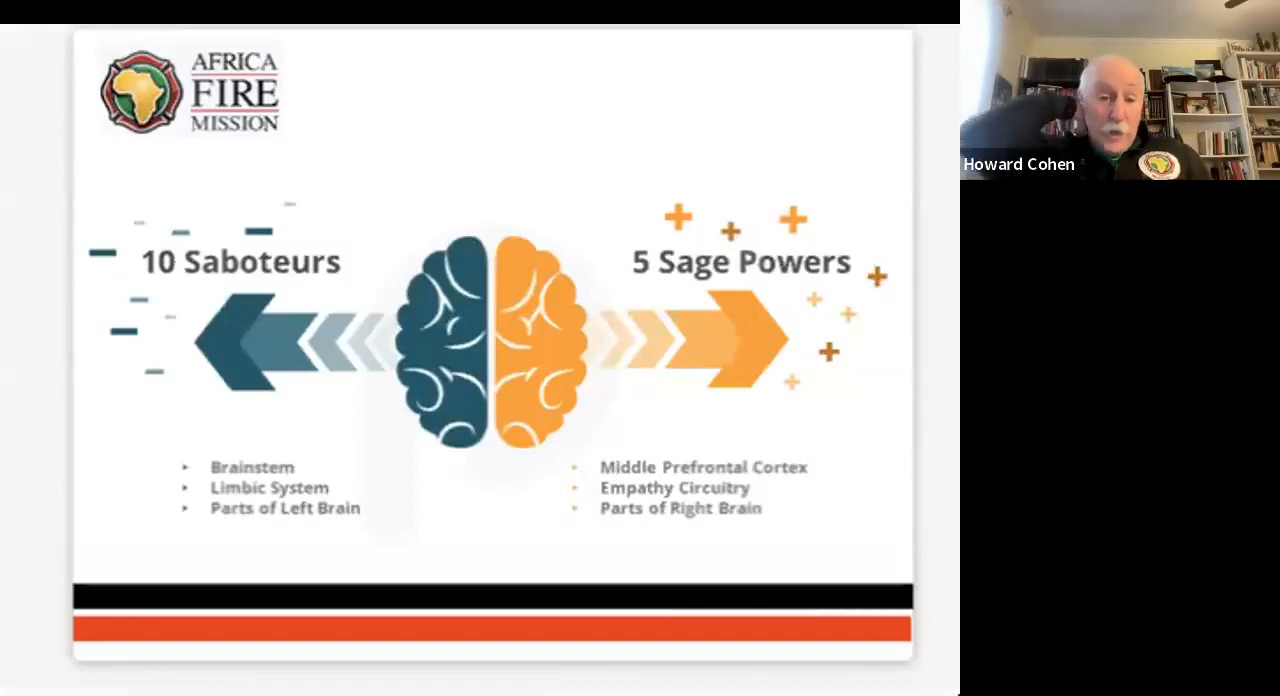 AFRICA
FIRE
MISSION
10 Saboteurs
5 Sage Powers
Brainstem
Limbic System
Parts of Left Brain
Middle Prefrontal Cortex
Empathy Circuitry
Parts of Right Brain
Howard Cohen